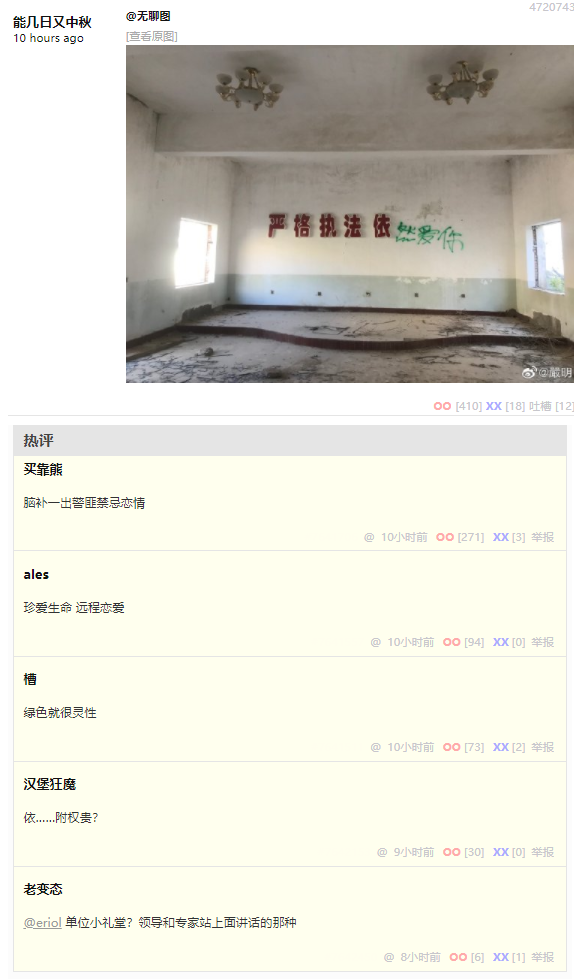 4720743
能几日又中秋
10 hours ago
@无聊图
[查看原图]
严格执法依然爱你
@嚴明
OO [410] XX [18] 吐槽 [12]
热评
买靠熊
脑补一出警匪禁忌恋情
@ 10小时前 OO [271] XX [3] 举报
ales
珍爱生命 远程恋爱
@ 10小时前 OO [94] XX [0] 举报
槽
绿色就很灵性
@ 10小时前 OO [73] XX [2] 举报
汉堡狂魔
依……附权贵？
@ 9小时前 OO [30] XX [0] 举报
老变态
@eriol 单位小礼堂？领导和专家站上面讲话的那种
@ 8小时前 OO [6] XX [1] 举报